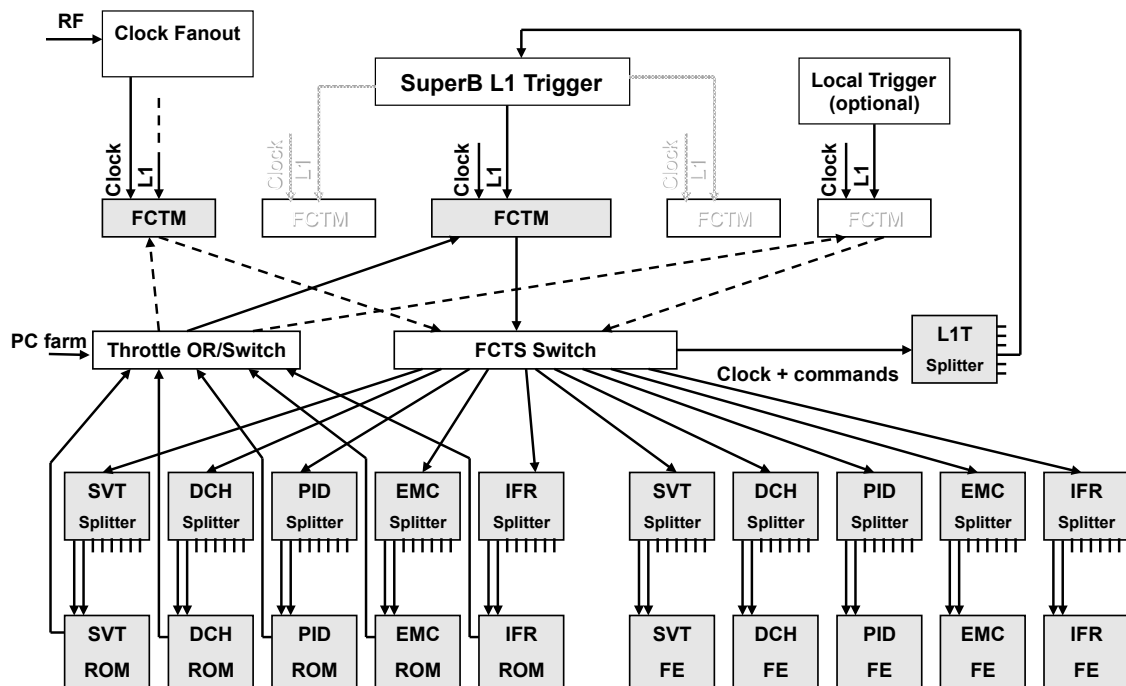 RF
Clock Fanout
SuperB L1 Trigger
Local Trigger
(optional)
Clock
L1
Clock
L1
Clock
L1
Clock
L1
Clock
L1
FCTM
FCTM
FCTM
FCTM
FCTM
PC farm
Throttle OR/Switch
FCTS Switch
L1T
Splitter
Clock + commands
SVT
Splitter
DCH
Splitter
PID
Splitter
EMC
Splitter
IFR
Splitter
SVT
Splitter
DCH
Splitter
PID
Splitter
EMC
Splitter
IFR
Splitter
SVT
ROM
DCH
ROM
PID
ROM
EMC
ROM
IFR
ROM
SVT
FE
DCH
FE
PID
FE
EMC
FE
IFR
FE